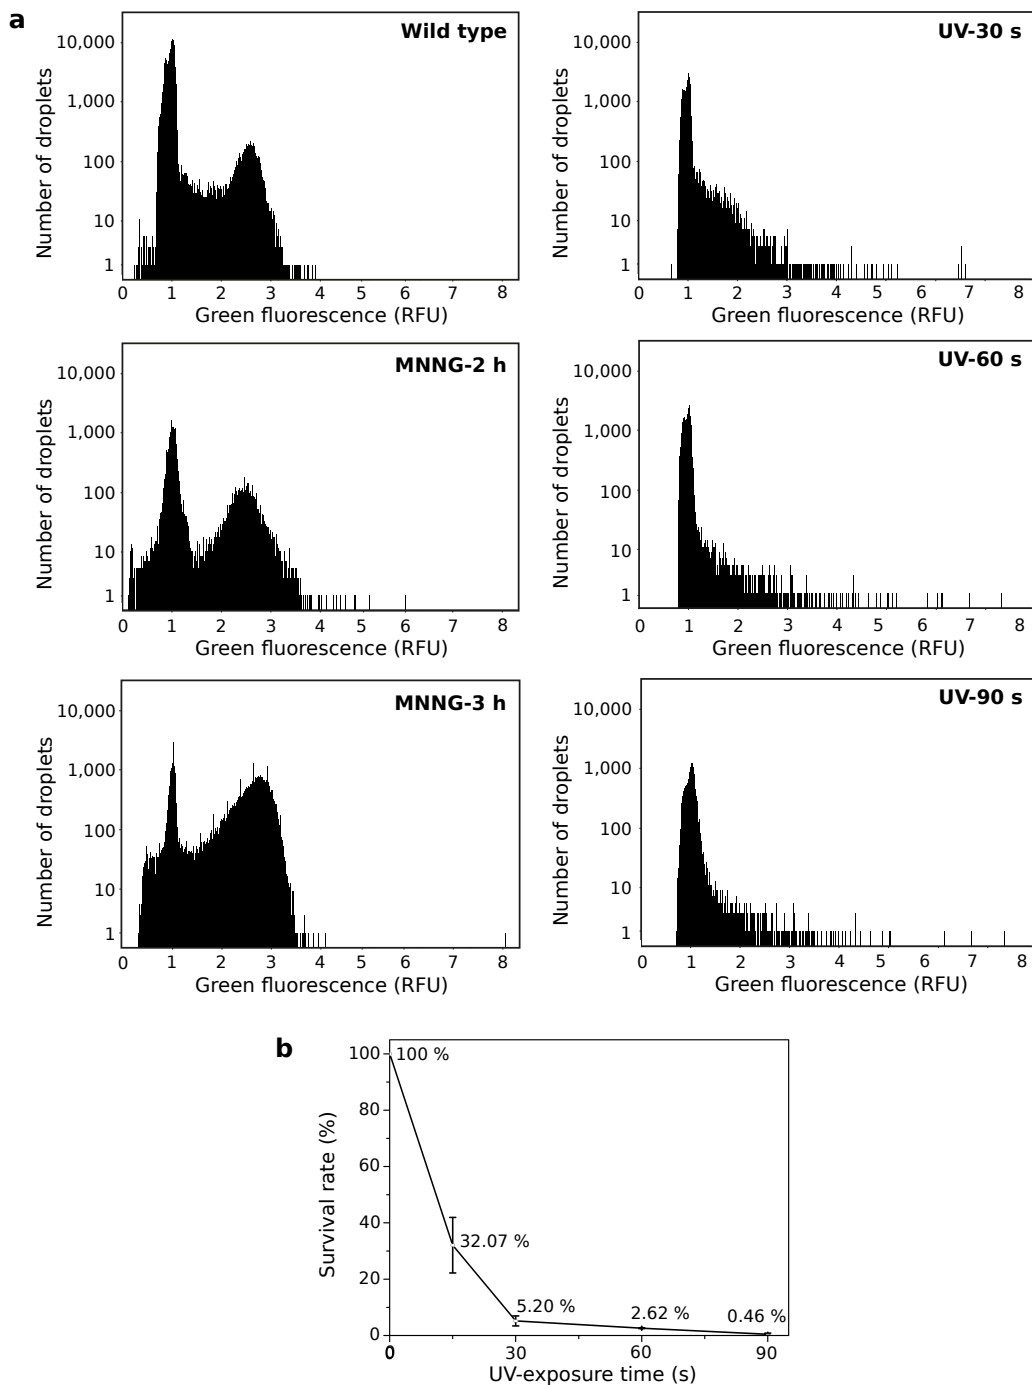 a
Wild type
10,000
1,000
100
10
1
Number of droplets
0 1 2 3 4 5 6 7 8
Green fluorescence (RFU)
UV-30 s
10,000
1,000
100
10
1
Number of droplets
0 1 2 3 4 5 6 7 8
Green fluorescence (RFU)
MNNG-2 h
10,000
1,000
100
10
1
Number of droplets
0 1 2 3 4 5 6 7 8
Green fluorescence (RFU)
UV-60 s
10,000
1,000
100
10
1
Number of droplets
0 1 2 3 4 5 6 7 8
Green fluorescence (RFU)
MNNG-3 h
10,000
1,000
100
10
1
Number of droplets
0 1 2 3 4 5 6 7 8
Green fluorescence (RFU)
UV-90 s
10,000
1,000
100
10
1
Number of droplets
0 1 2 3 4 5 6 7 8
Green fluorescence (RFU)
b
100
80
60
40
20
0
Survival rate (%)
100 %
32.07 %
5.20 %
2.62 %
0.46 %
0 30 60 90
UV-exposure time (s)